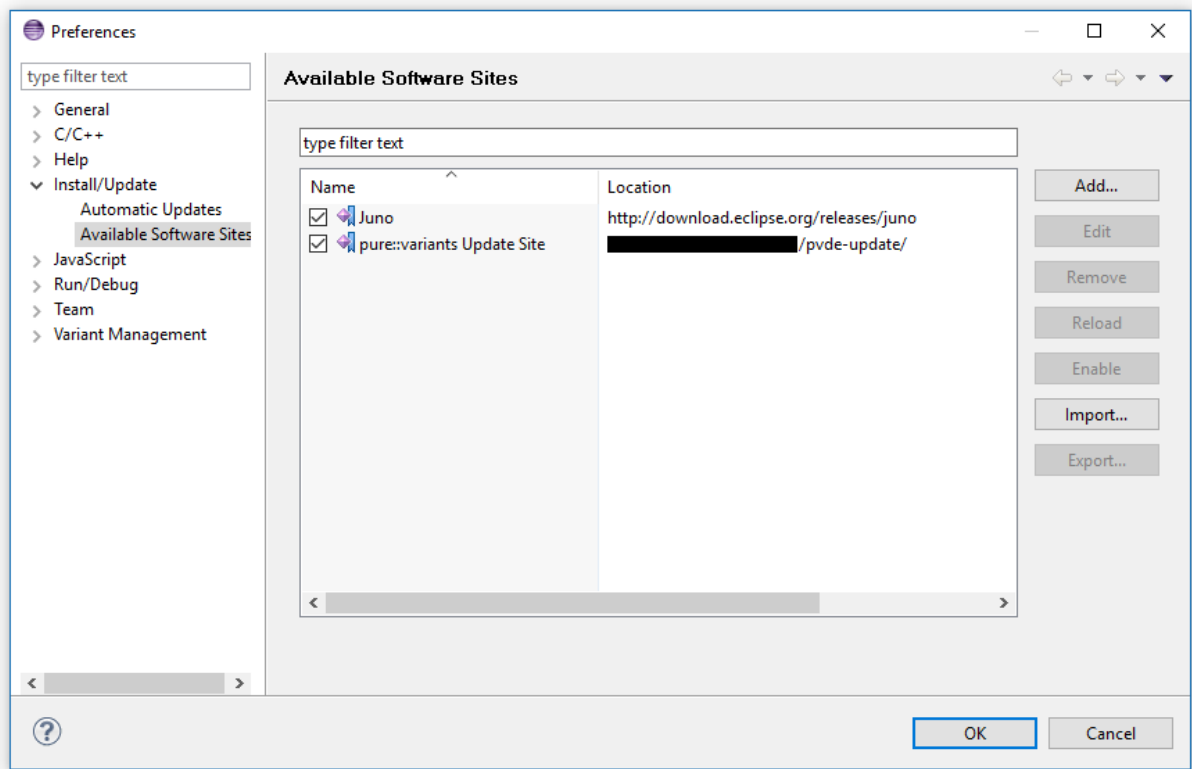 Preferences
type filter text
General
C/C++
Help
Install/Update
Automatic Updates
Available Software Sites
JavaScript
Run/Debug
Team
Variant Management
Available Software Sites
type filter text
Name Location
Juno http://download.eclipse.org/releases/juno
pure::variants Update Site /pvde-update/
Add...
Edit
Remove
Reload
Enable
Import...
Export...
OK Cancel